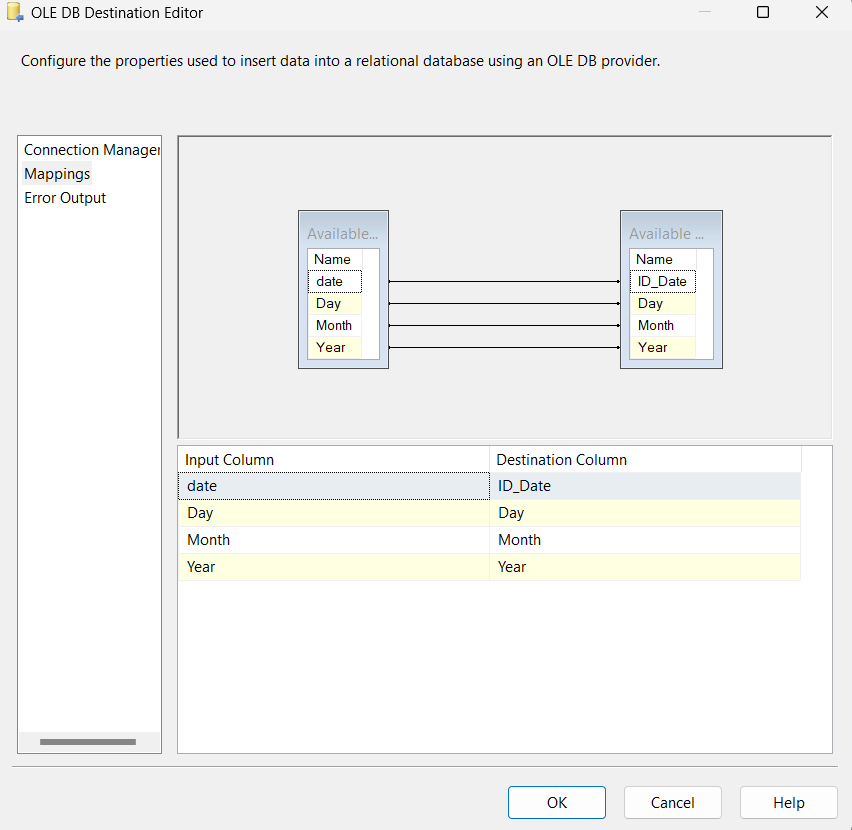 OLE DB Destination Editor
Configure the properties used to insert data into a relational database using an OLE DB provider.
Connection Manager
Mappings
Error Output
Available...
Name
date
Day
Month
Year
Available ...
Name
ID_Date
Day
Month
Year
Input Column Destination Column
date ID_Date
Day Day
Month Month
Year Year
OK Cancel Help